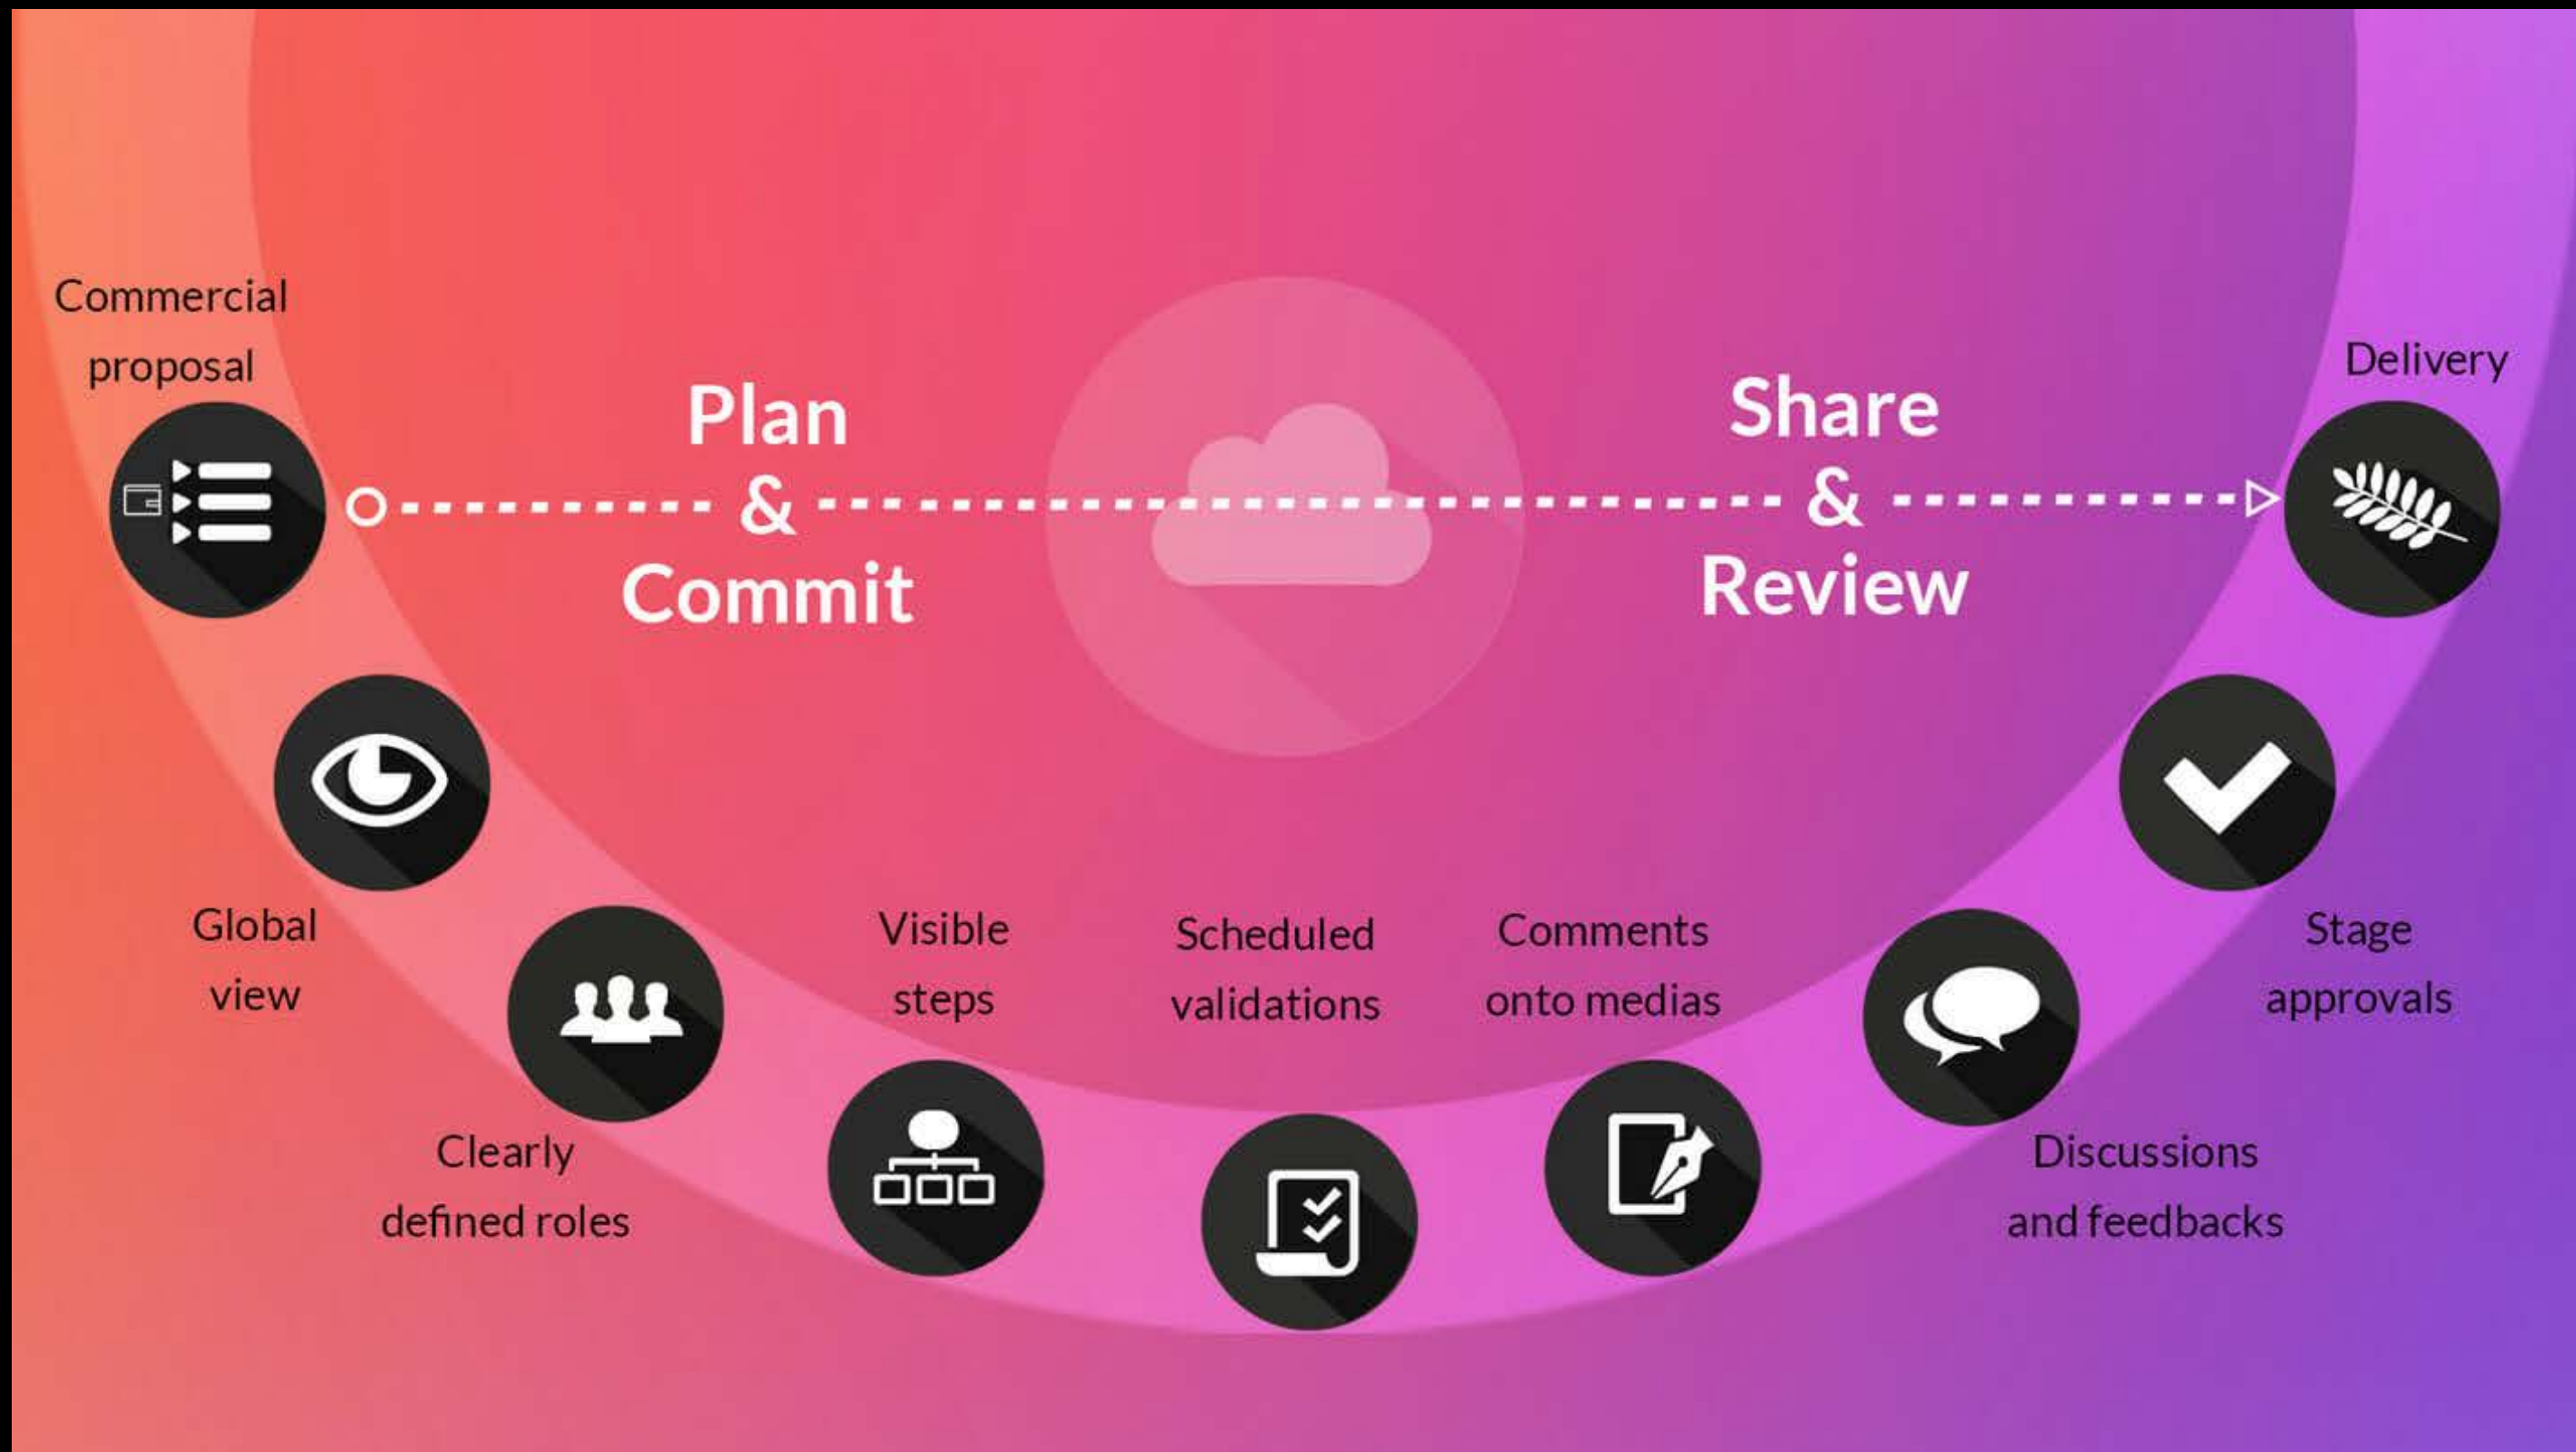 Commercial
proposal
Plan
&
Commit
Share
&
Review
Delivery
Global
view
Clearly
defined roles
Visible
steps
Scheduled
validations
Comments
onto medias
Discussions
and feedbacks
Stage
approvals